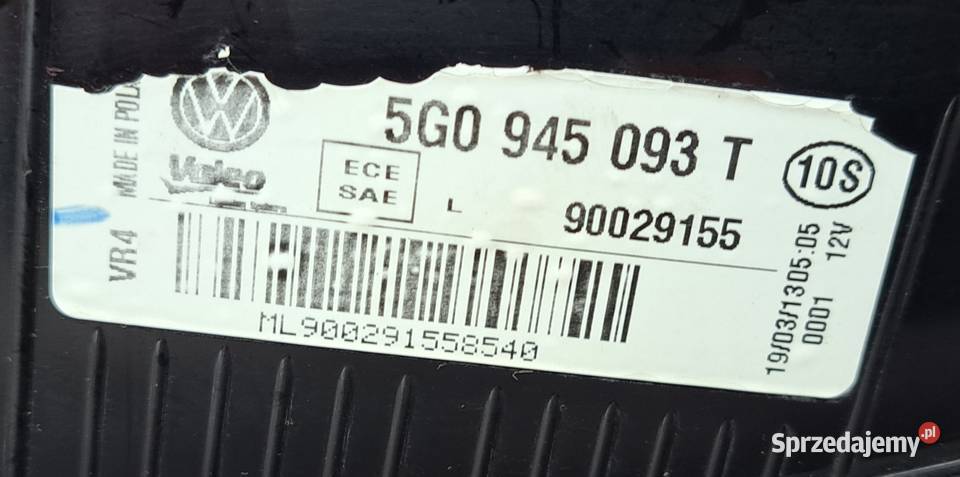 5G0 945 093 T
10S
Valeo
ECE
SAE
L
90029155
ML900291558540
VR4 MADE IN
19/03/13 05:05
0001 12V
Sprzedajemy.pl